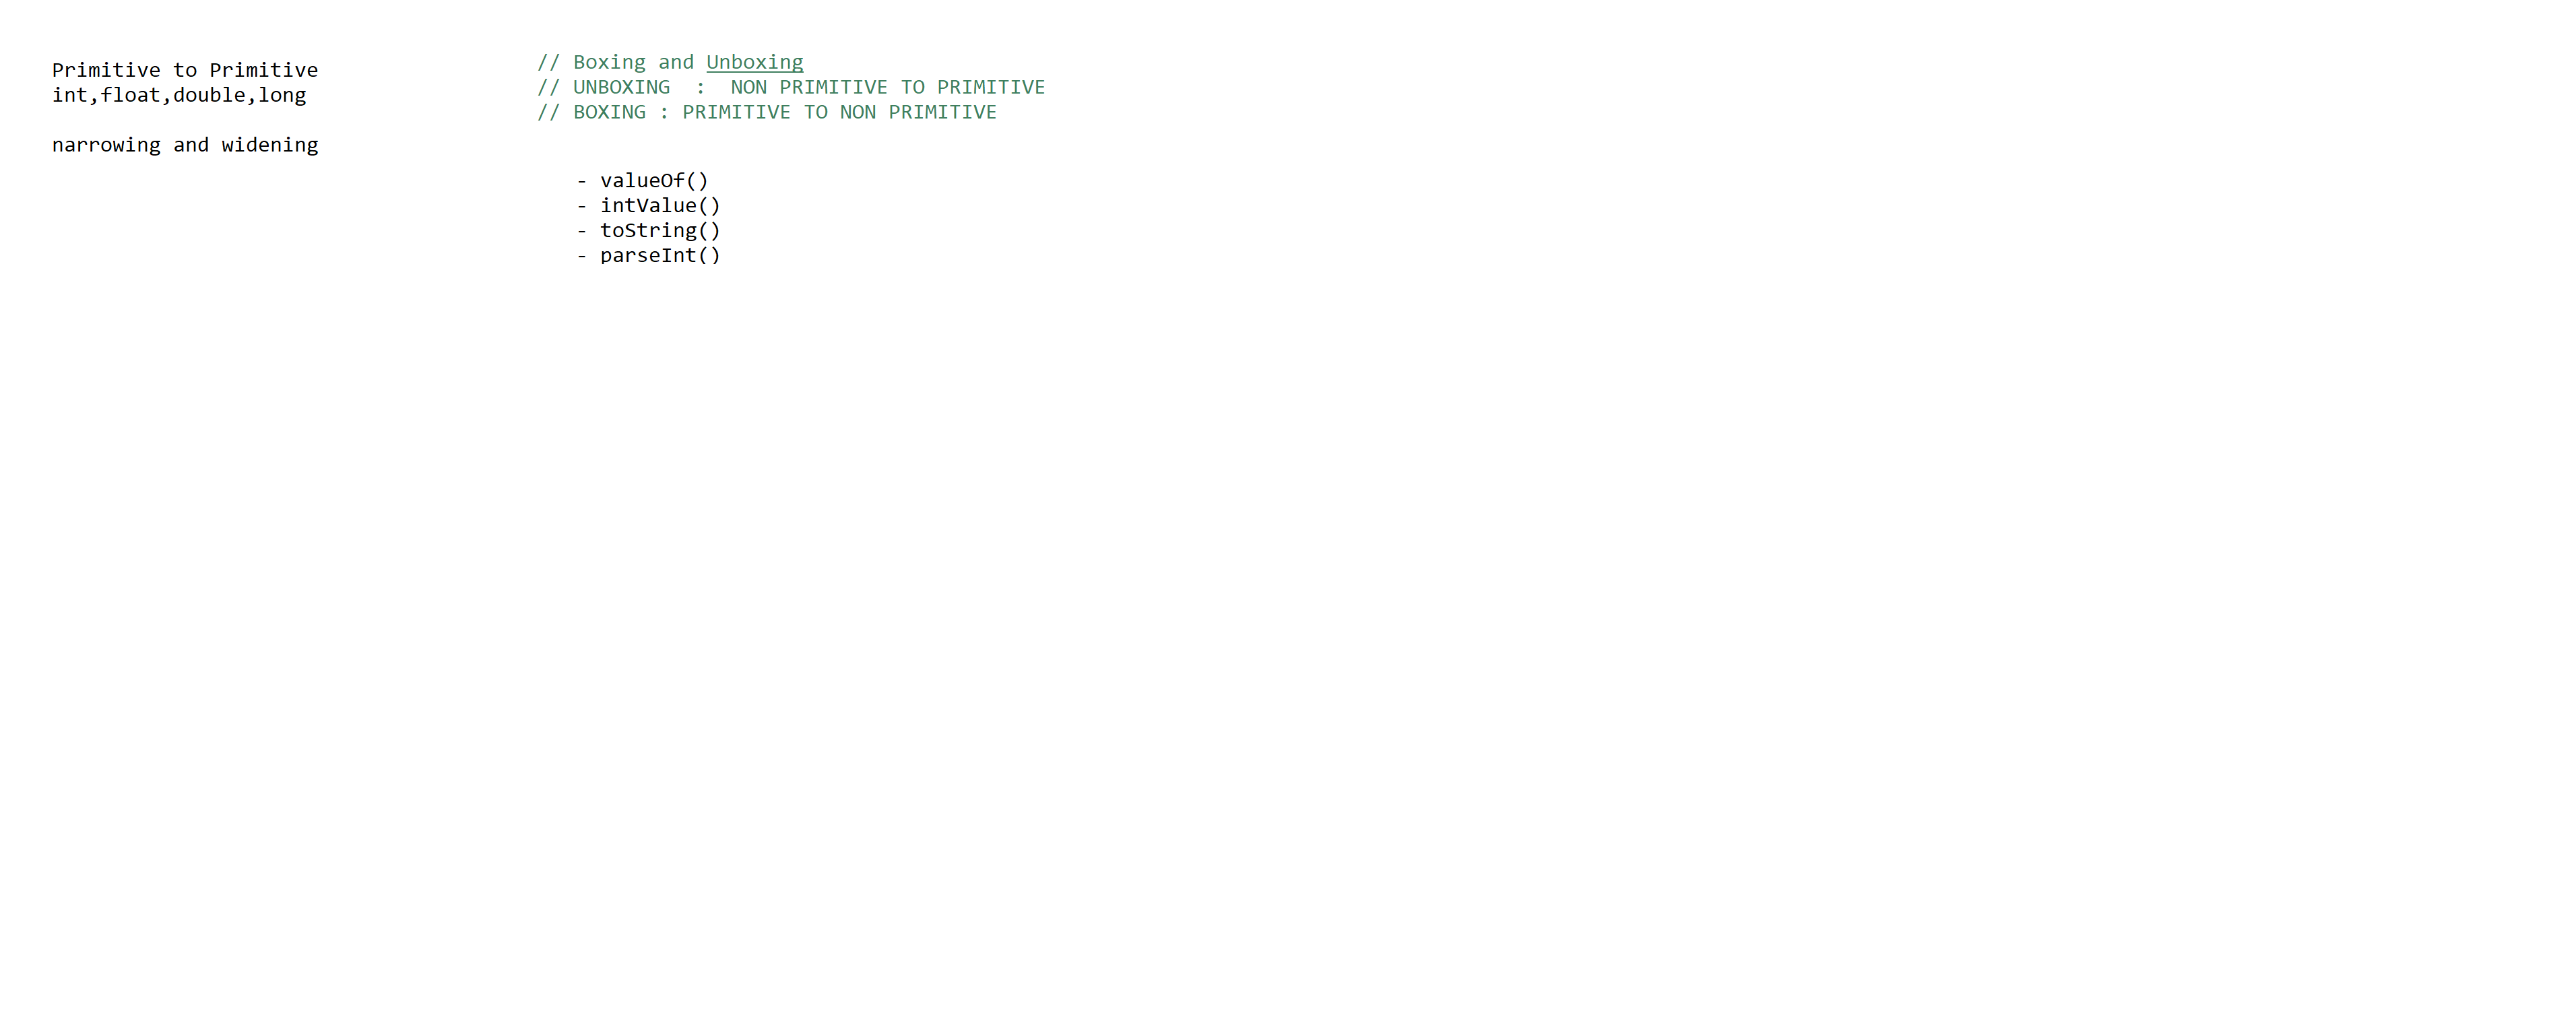 Primitive to Primitive
int,float,double,long
narrowing and widening
// Boxing and Unboxing
// UNBOXING  :  NON PRIMITIVE TO PRIMITIVE
// BOXING : PRIMITIVE TO NON PRIMITIVE
- valueOf()
- intValue()
- toString()
- parseInt()